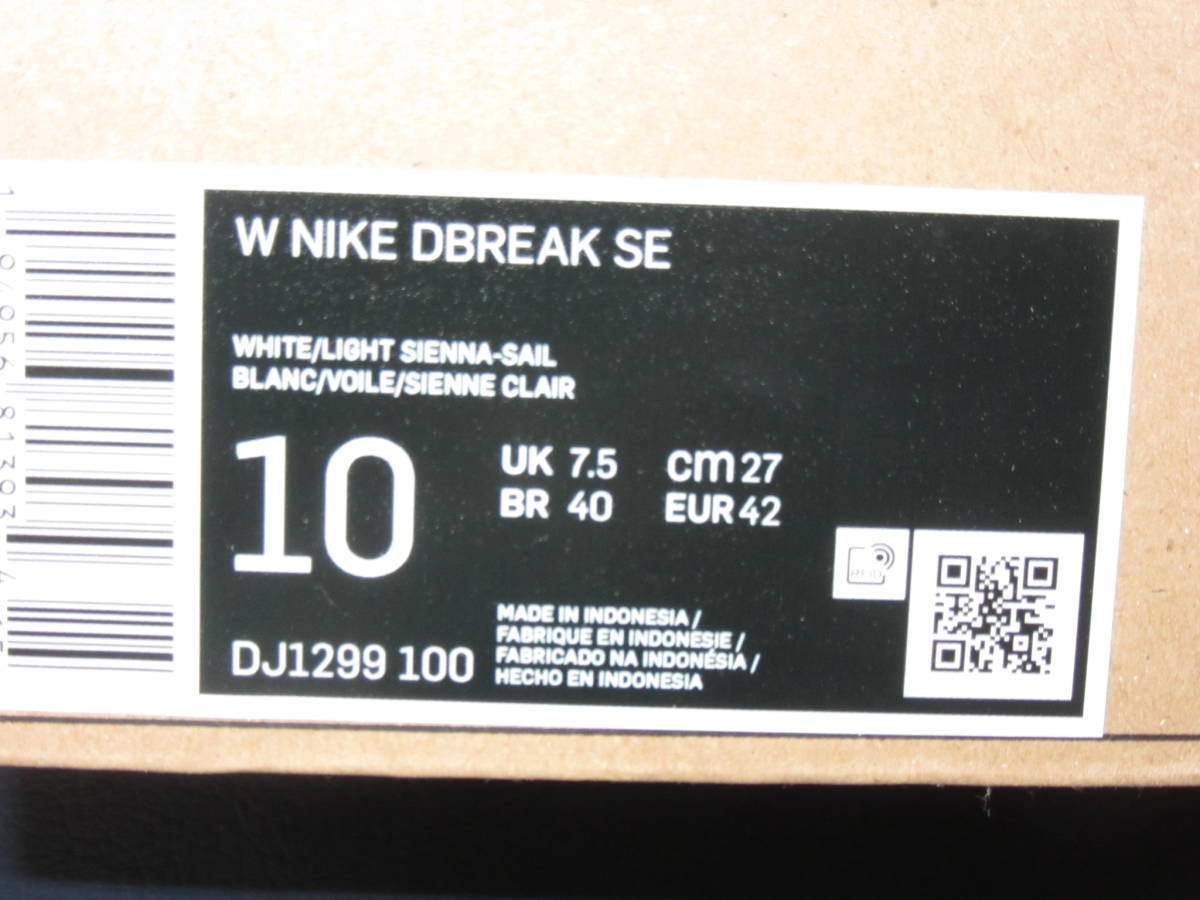 W NIKE DBREAK SE
WHITE/LIGHT SIENNA-SAIL
BLANC/VOILE/SIENNE CLAIR
10
UK 7.5 cm 27
BR 40 EUR 42
RFID
DJ1299 100
MADE IN INDONESIA /
FABRIQUE EN INDONESIE /
FABRICADO NA INDONÉSIA /
HECHO EN INDONESIA